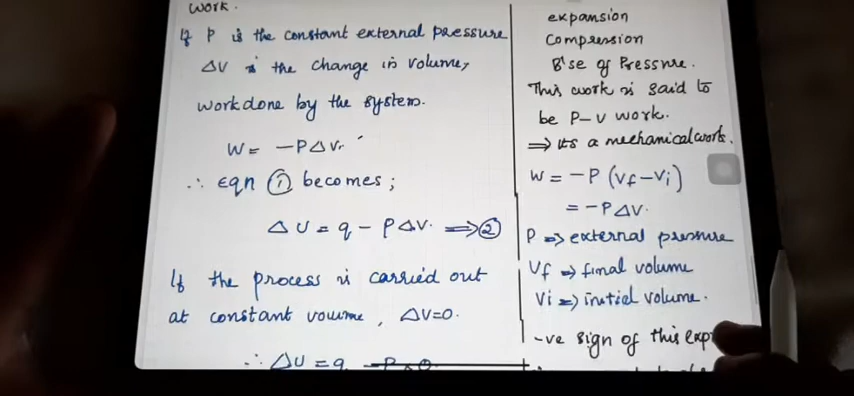 work.
If P is the constant external pressure
ΔV is the change in volume,
workdone by the system.
W = -PΔV
∴ Eqn ① becomes;
ΔU = q - PΔV. ⟹ ②
If the process is carried out
at constant voume, ΔV=0.
∴ ΔU = q - P × 0
expansion
Compression
B'se of Pressure.
This work is said to
be P-V work.
⟹ its a mechanical work.
W = -P (Vf-Vi)
= -PΔV.
P => external pressure
Vf => final volume
Vi => initial volume.
-ve sign of this exp